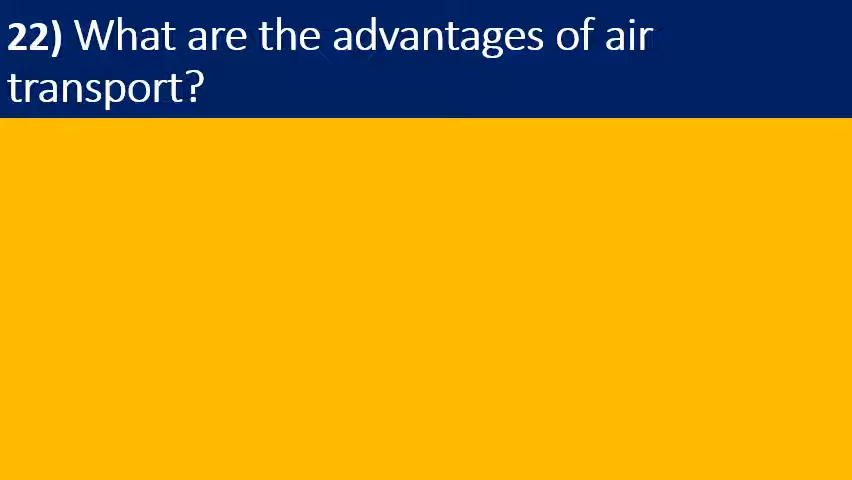 22) What are the advantages of air
transport?